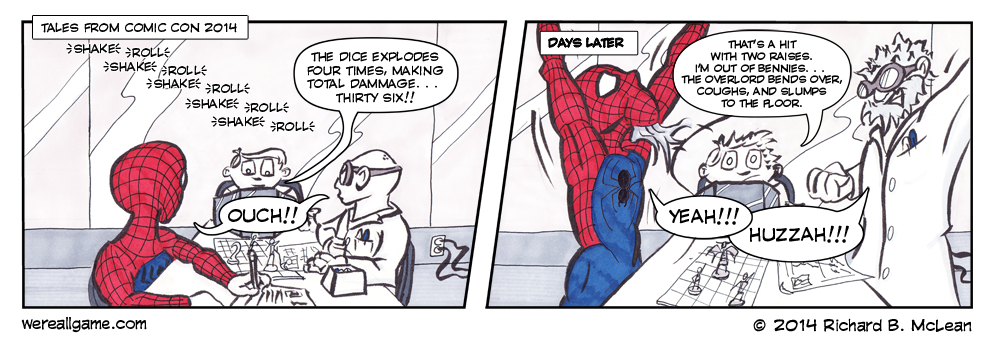 TALES FROM COMIC CON 2014
SHAKE
ROLL
SHAKE
ROLL
SHAKE
ROLL
SHAKE
ROLL
SHAKE
ROLL
THE DICE EXPLODES
FOUR TIMES, MAKING
TOTAL DAMMAGE. . .
THIRTY SIX!!
OUCH!!
DAYS LATER
THAT'S A HIT
WITH TWO RAISES.
I'M OUT OF BENNIES. . .
THE OVERLORD BENDS OVER,
COUGHS, AND SLUMPS
TO THE FLOOR.
YEAH!!!
HUZZAH!!!
wereallgame.com
© 2014 Richard B. McLean